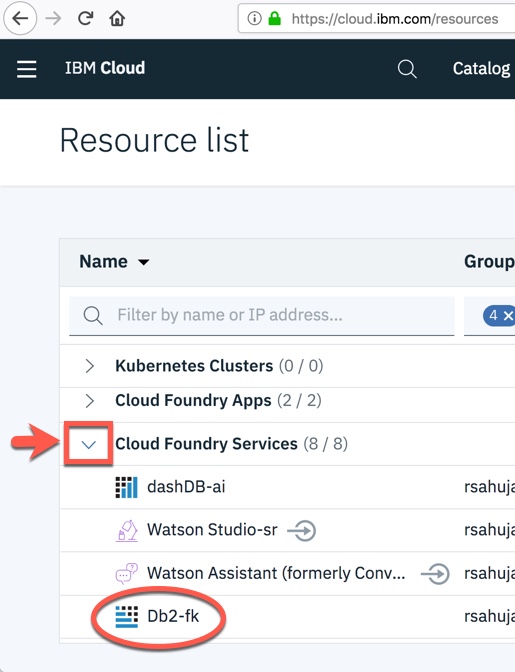 https://cloud.ibm.com/resources
IBM Cloud
Catalog
Resource list
Name
Group
Filter by name or IP address...
4 ×
Kubernetes Clusters (0 / 0)
Cloud Foundry Apps (2 / 2)
Cloud Foundry Services (8 / 8)
dashDB-ai
rsahuja
Watson Studio-sr
rsahuja
Watson Assistant (formerly Conv...
rsahuja
Db2-fk
rsahuja